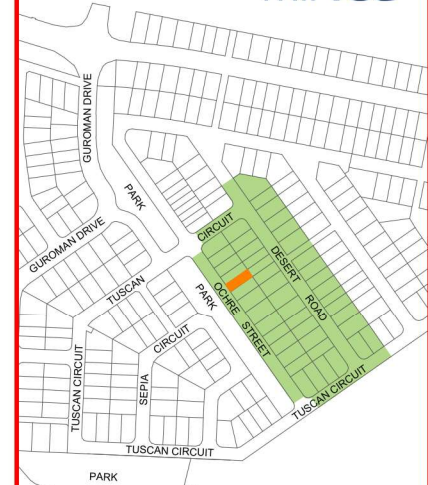 GUROMAN DRIVE
PARK
CIRCUIT
GUROMAN DRIVE
DESERT ROAD
TUSCAN CIRCUIT
PARK
OCHRE STREET
TUSCAN CIRCUIT
SEPIA
TUSCAN CIRCUIT
TUSCAN CIRCUIT
PARK